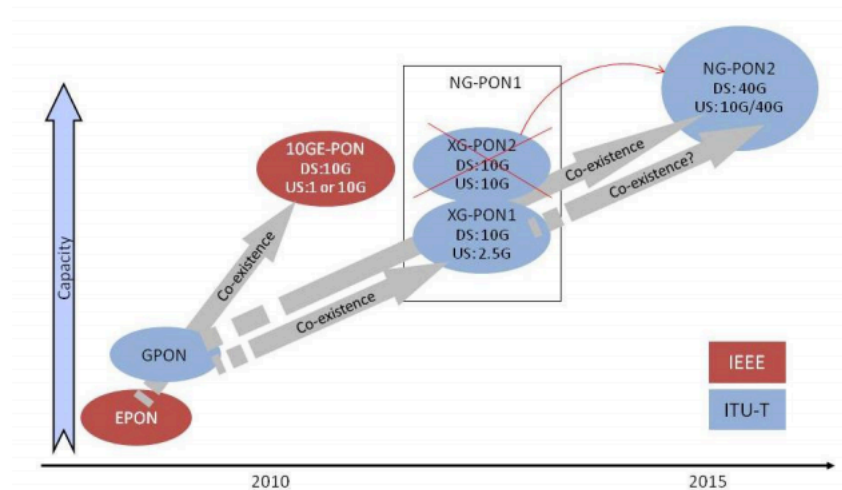 NG-PON1
NG-PON2
DS:40G
US:10G/40G
10GE-PON
DS:10G
US:1 or 10G
XG-PON2
DS:10G
US:10G
Co-existence
Co-existence?
XG-PON1
DS:10G
US:2.5G
Capacity
Co-existence
Co-existence
GPON
EPON
IEEE
ITU-T
2010
2015